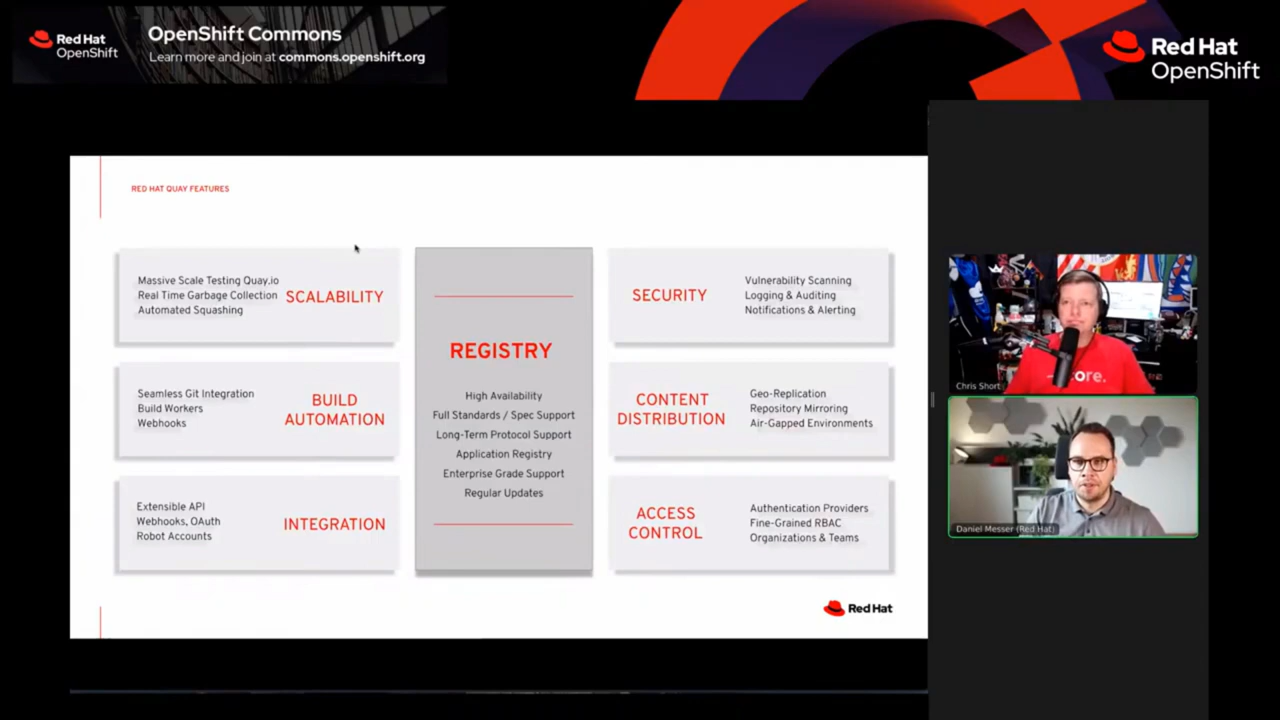 Red Hat
OpenShift
OpenShift Commons
Learn more and join at commons.openshift.org
Red Hat
OpenShift
RED HAT QUAY FEATURES
Massive Scale Testing Quay.io
Real Time Garbage Collection
Automated Squashing
SCALABILITY
Seamless Git Integration
Build Workers
Webhooks
BUILD
AUTOMATION
Extensible API
Webhooks, OAuth
Robot Accounts
INTEGRATION
REGISTRY
High Availability
Full Standards / Spec Support
Long-Term Protocol Support
Application Registry
Enterprise Grade Support
Regular Updates
SECURITY
Vulnerability Scanning
Logging & Auditing
Notifications & Alerting
CONTENT
DISTRIBUTION
Geo-Replication
Repository Mirroring
Air-Gapped Environments
ACCESS
CONTROL
Authentication Providers
Fine-Grained RBAC
Organizations & Teams
Red Hat
Chris Short
Daniel Messer (Red Hat)